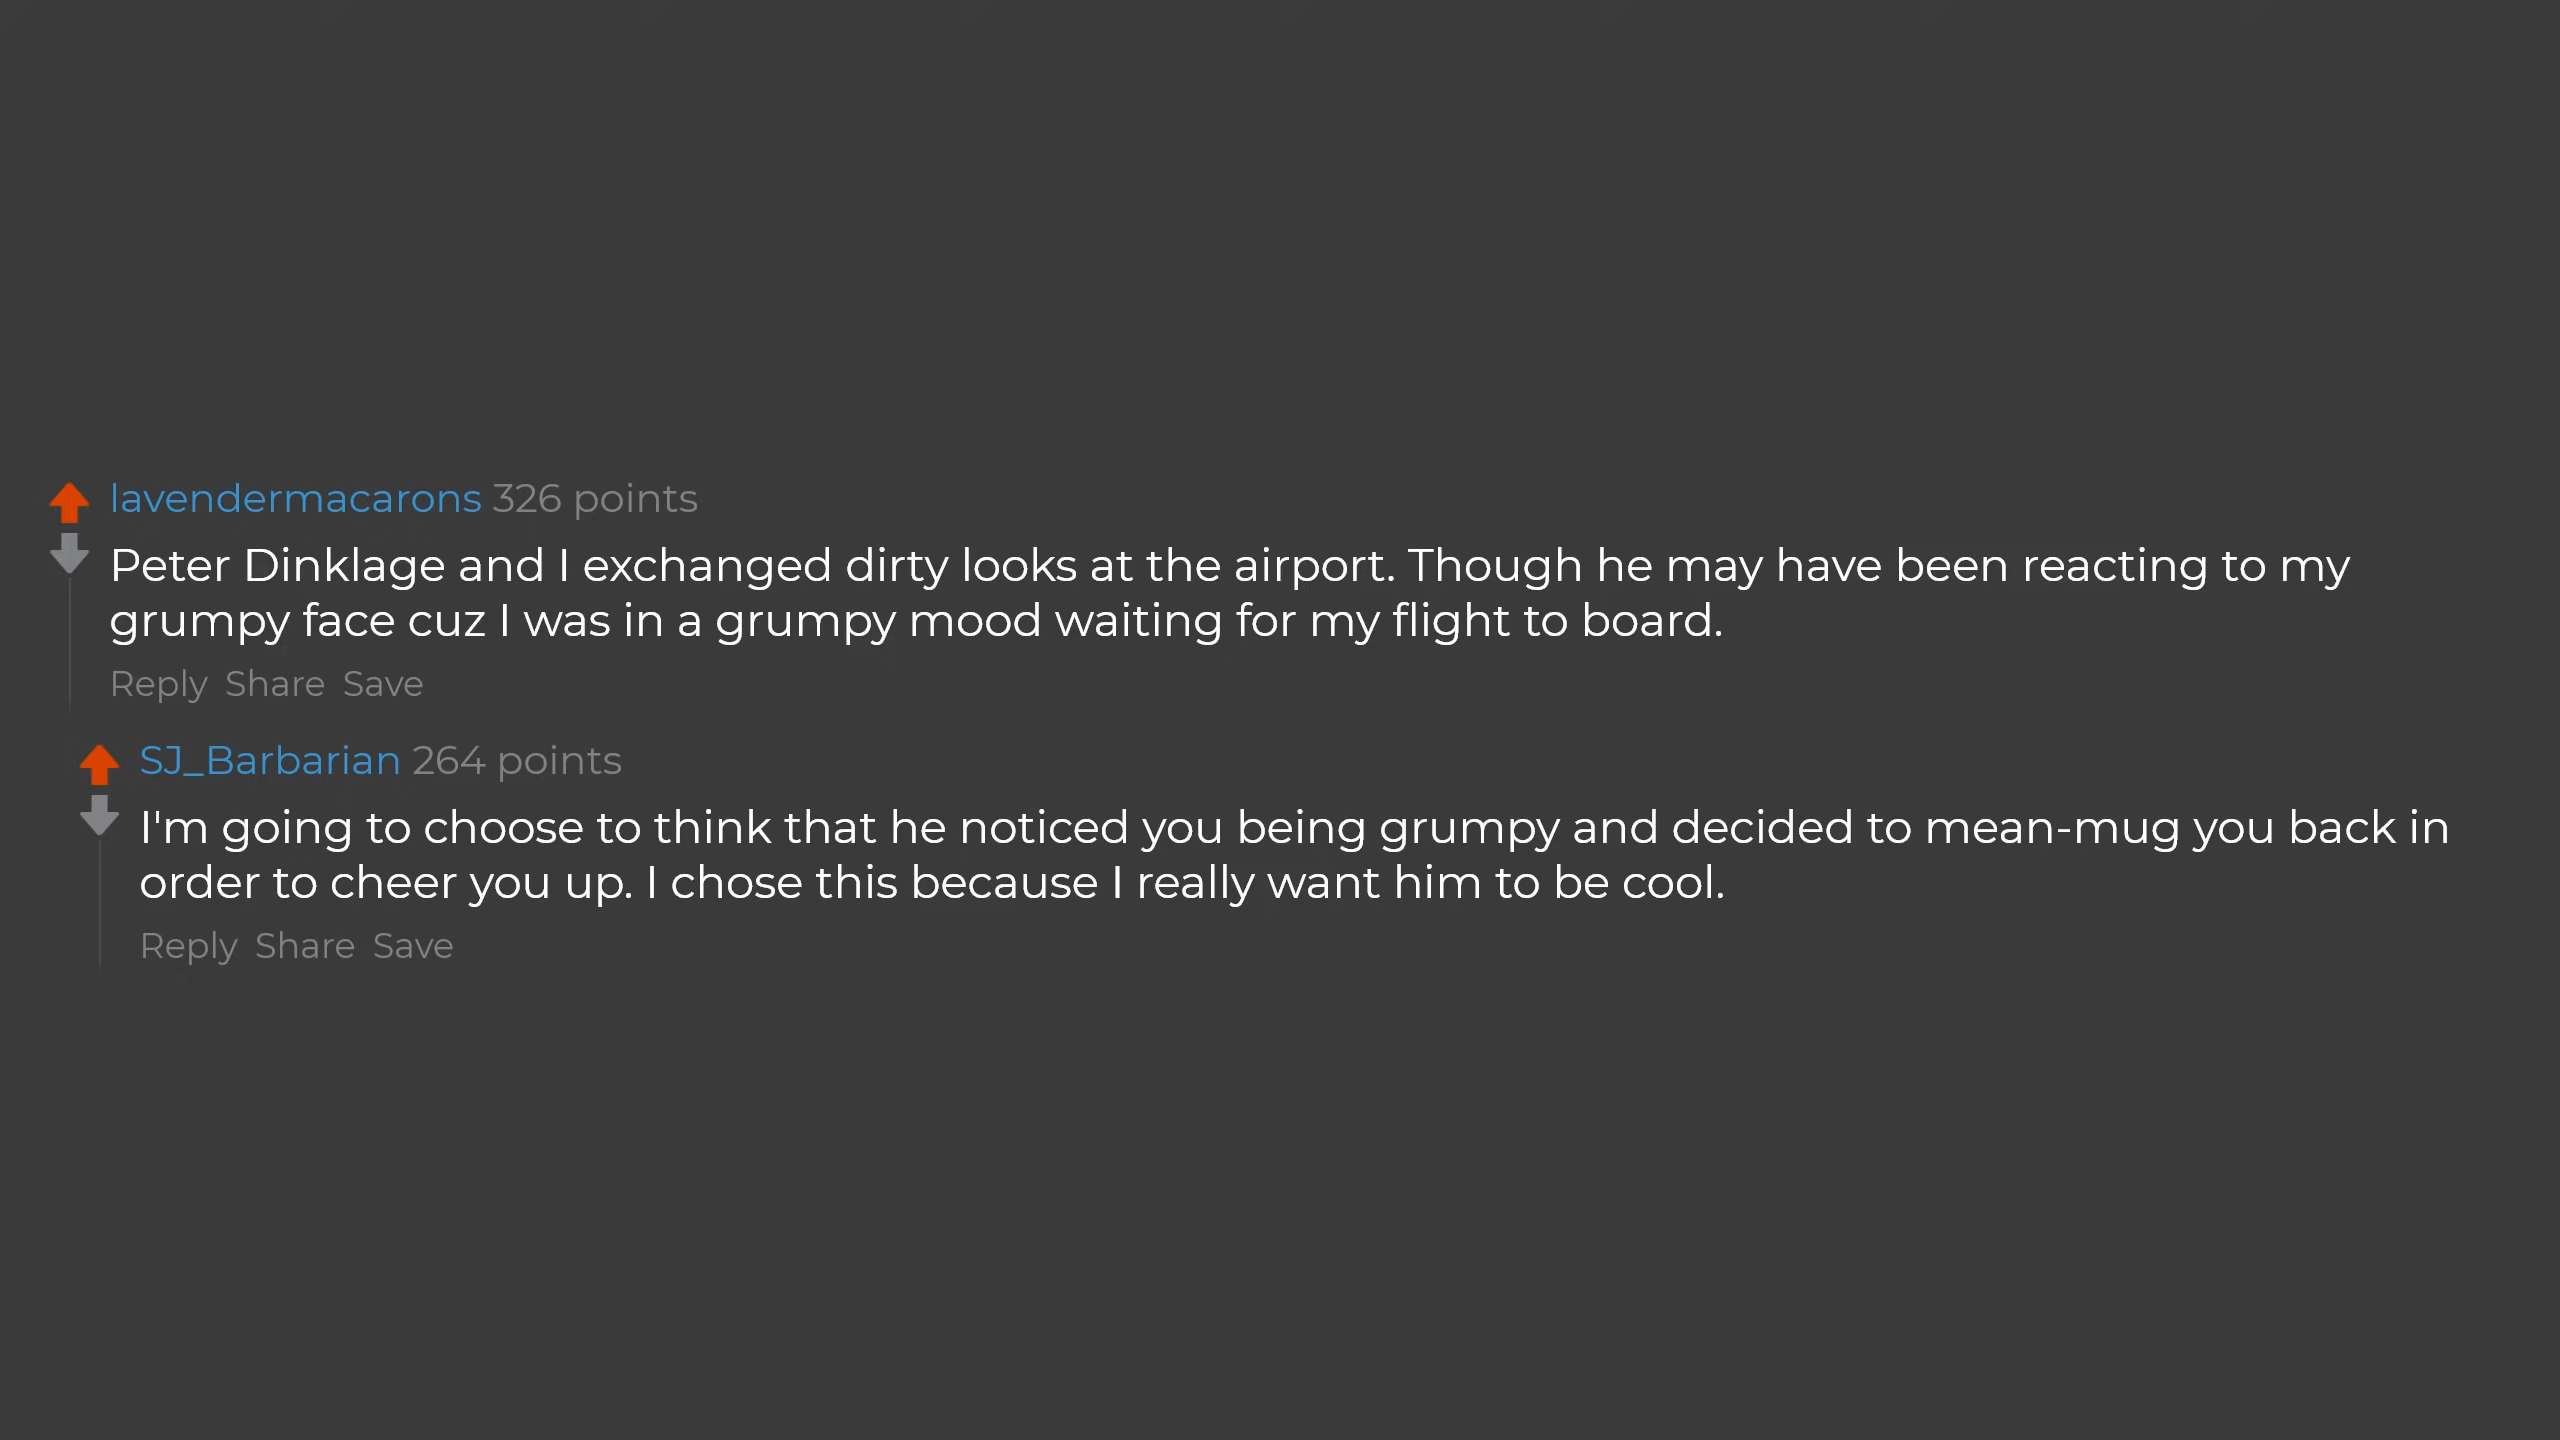 lavendermacarons 326 points
Peter Dinklage and I exchanged dirty looks at the airport. Though he may have been reacting to my
grumpy face cuz I was in a grumpy mood waiting for my flight to board.
Reply Share Save
SJ_Barbarian 264 points
I'm going to choose to think that he noticed you being grumpy and decided to mean-mug you back in
order to cheer you up. I chose this because I really want him to be cool.
Reply Share Save